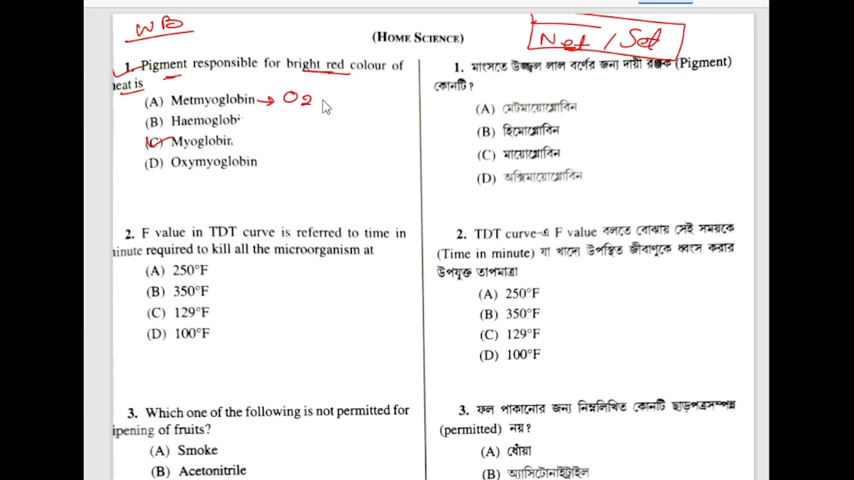 WB
Net / Set
(HOME SCIENCE)
1. Pigment responsible for bright red colour of
eat is
(A) Metmyoglobin → O2
(B) Haemoglobi
(C) Myoglobin
(D) Oxymyoglobin
2. F value in TDT curve is referred to time in
inute required to kill all the microorganism at
(A) 250°F
(B) 350°F
(C) 129°F
(D) 100°F
3. Which one of the following is not permitted for
ipening of fruits?
(A) Smoke
(B) Acetonitrile
1. মাংসতে উজ্জ্বল লাল বর্ণের জন্য দায়ী রঞ্জক (Pigment)
কোনটি?
(A) মেটমায়োগ্লোবিন
(B) হিমোগ্লোবিন
(C) মায়োগ্লোবিন
(D) অক্সিমায়োগ্লোবিন
2. TDT curve-এ F value বলতে বোঝায় সেই সময়কে
(Time in minute) যা খাদ্যে উপস্থিত জীবাণুকে ধ্বংস করার
উপযুক্ত তাপমাত্রা
(A) 250°F
(B) 350°F
(C) 129°F
(D) 100°F
3. ফল পাকানোর জন্য নিম্নলিখিত কোনটি ছাড়পত্রসম্পন্ন
(permitted) নয়?
(A) ধোঁয়া
(B) অ্যাসিটোনাইট্রাইল